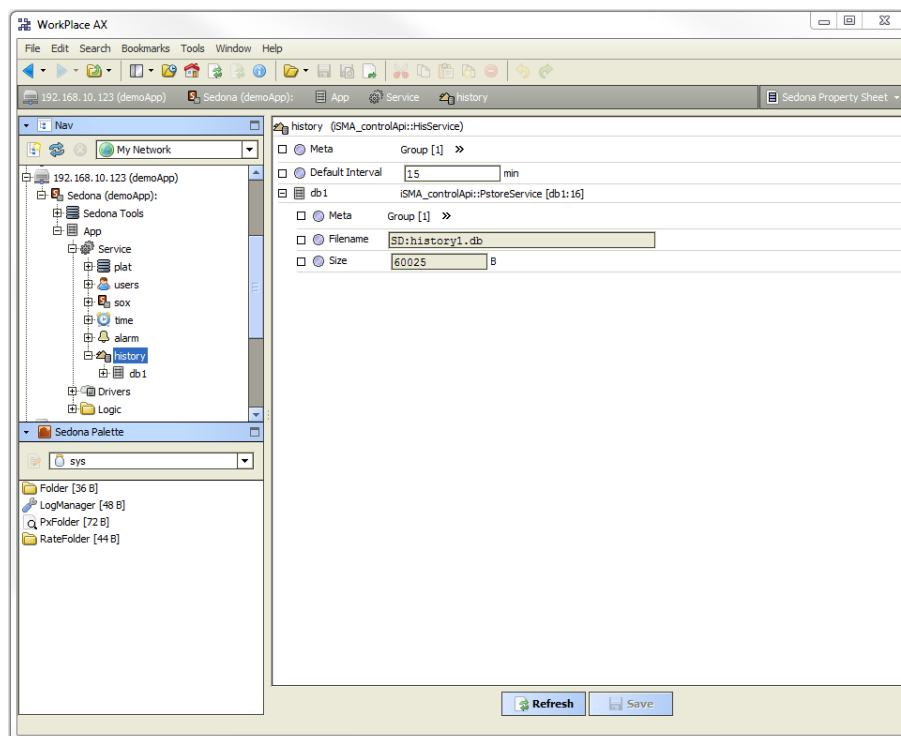 WorkPlace AX
File Edit Search Bookmarks Tools Window Help
192.168.10.123 (demoApp) Sedona (demoApp): App Service history Sedona Property Sheet
Nav
My Network
192.168.10.123 (demoApp)
Sedona (demoApp):
Sedona Tools
App
Service
plat
users
sox
time
alarm
history
db1
Drivers
Logic
Sedona Palette
sys
Folder [36 B]
LogManager [48 B]
PxFolder [72 B]
RateFolder [44 B]
history (iSMA_controlApi::HisService)
Meta Group [1] »
Default Interval 15 min
db1 iSMA_controlApi::PstoreService [db1:16]
Meta Group [1] »
Filename SD:history1.db
Size 60025 B
Refresh Save